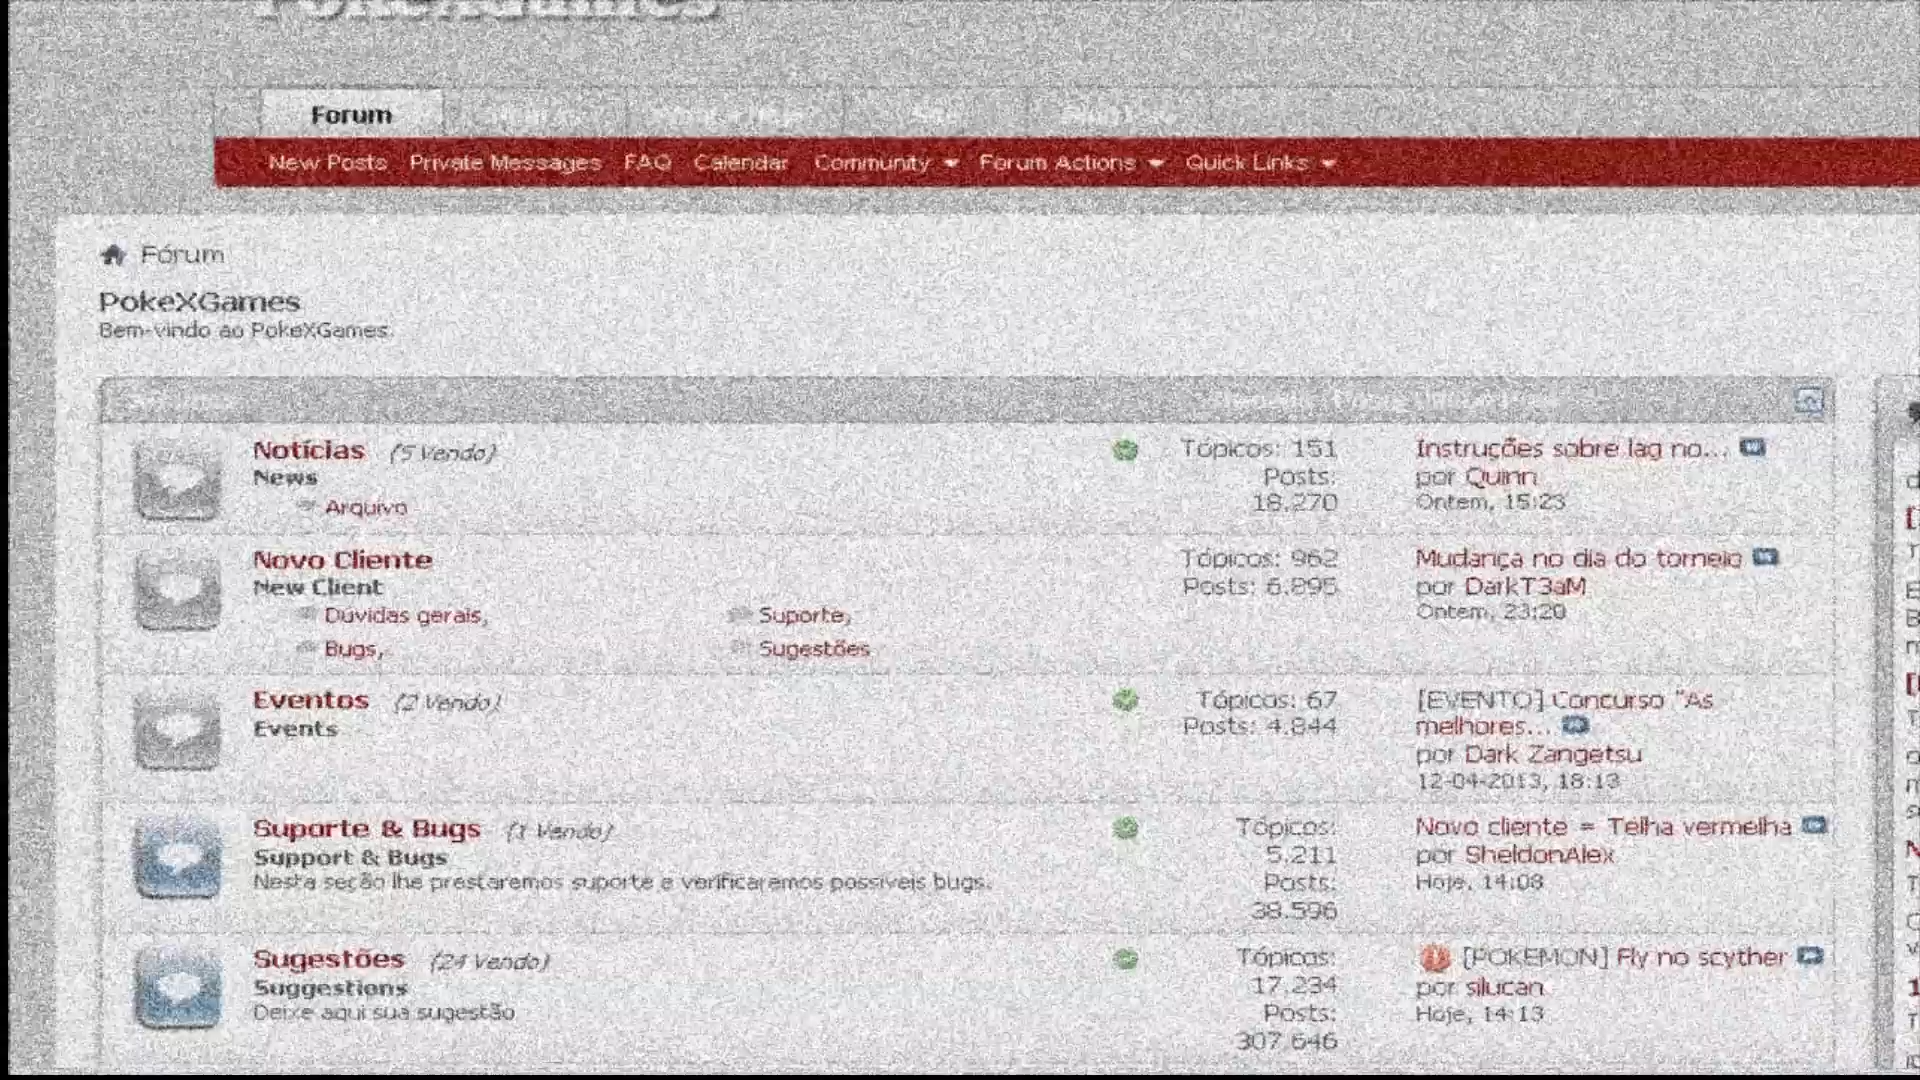 PokeXGames
Forum
New Posts Private Messages FAQ Calendar Community Forum Actions Quick Links
Fórum
PokeXGames
Bem-vindo ao PokeXGames
Notícias (5 Vendo)
News
Arquivo
Tópicos: 151
Posts:
18.270
Instruções sobre lag no...
por Quinn
Ontem, 15:23
Novo Cliente
New Client
Dúvidas gerais, Suporte,
Bugs, Sugestões
Tópicos: 962
Posts: 6.895
Mudança no dia do torneio
por DarkT3aM
Ontem, 23:20
Eventos (2 Vendo)
Events
Tópicos: 67
Posts: 4.844
[EVENTO] Concurso "As
melhores...
por Dark Zangetsu
12-04-2013, 18:13
Suporte & Bugs (1 Vendo)
Support & Bugs
Nesta seção lhe prestaremos suporte e verificaremos possíveis bugs.
Tópicos:
5.211
Posts:
38.596
Novo cliente = Telha vermelha
por SheldonAlex
Hoje, 14:08
Sugestões (24 Vendo)
Suggestions
Deixe aqui sua sugestão
Tópicos:
17.234
Posts:
307.646
[POKEMON] Fly no scyther
por silucan
Hoje, 14:13